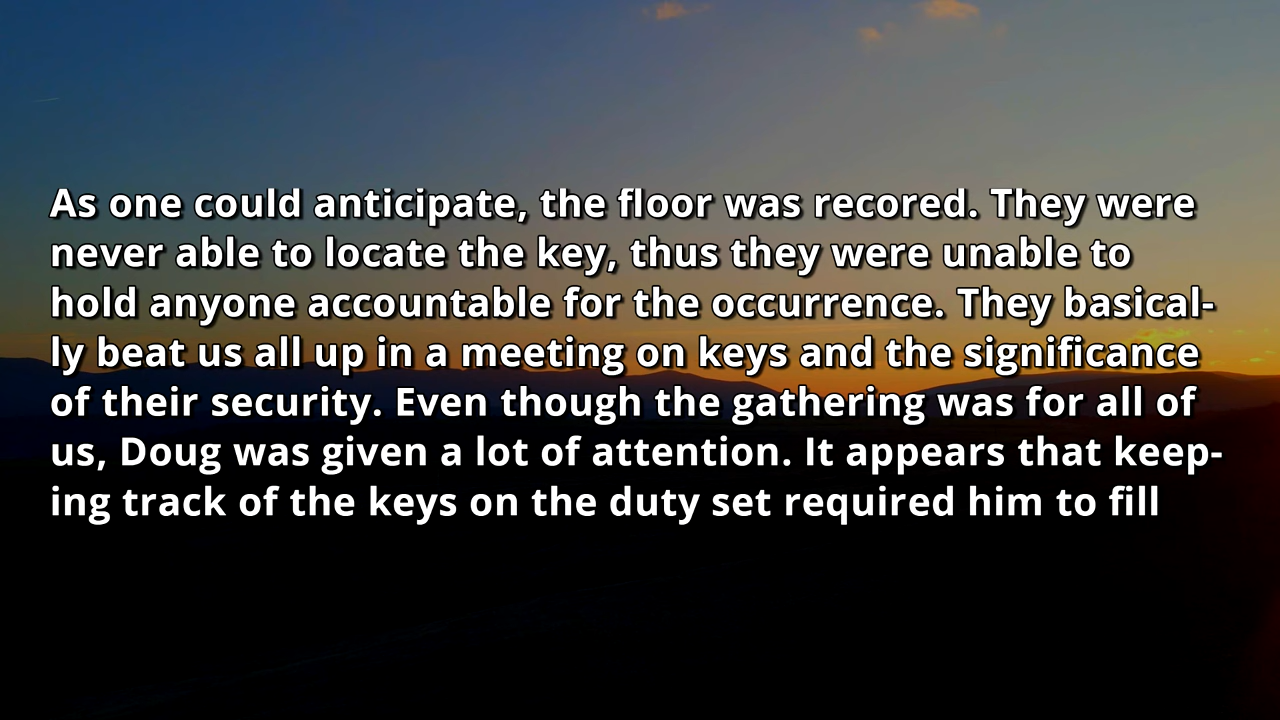 As one could anticipate, the floor was recored. They were
never able to locate the key, thus they were unable to
hold anyone accountable for the occurrence. They basical-
ly beat us all up in a meeting on keys and the significance
of their security. Even though the gathering was for all of
us, Doug was given a lot of attention. It appears that keep-
ing track of the keys on the duty set required him to fill